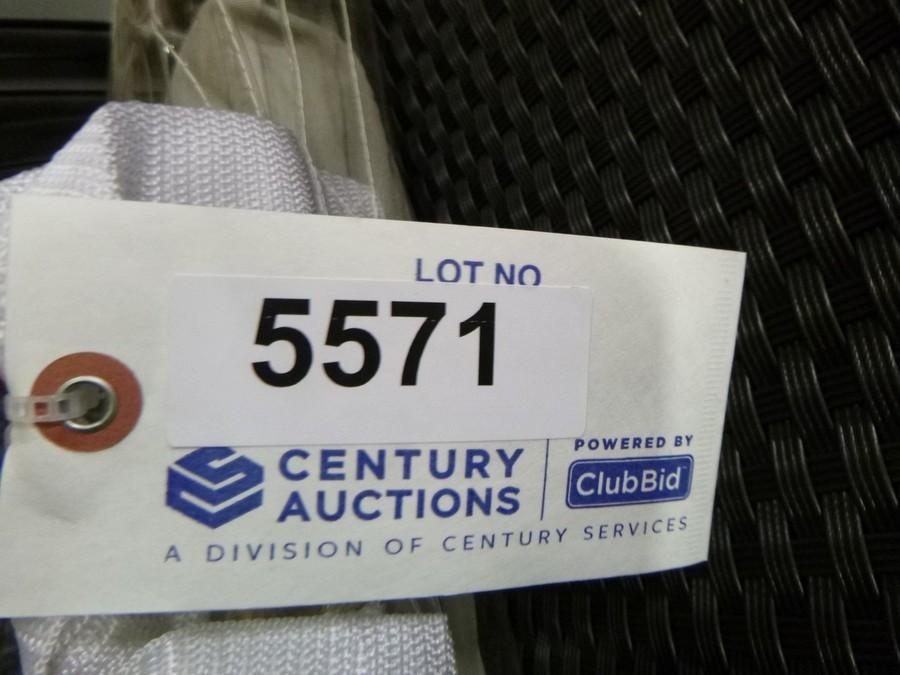 LOT NO
5571
CENTURY
AUCTIONS
POWERED BY
ClubBid
A DIVISION OF CENTURY SERVICES